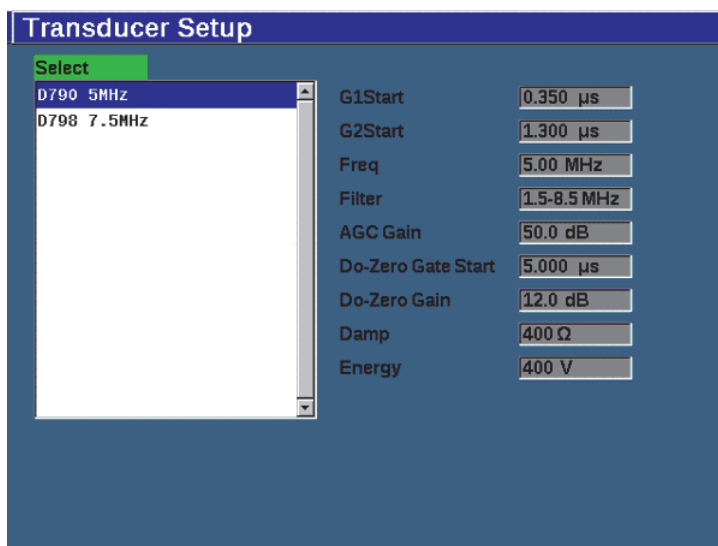 Transducer Setup
Select
D790 5MHz
D798 7.5MHz
G1Start 0.350 µs
G2Start 1.300 µs
Freq 5.00 MHz
Filter 1.5-8.5 MHz
AGC Gain 50.0 dB
Do-Zero Gate Start 5.000 µs
Do-Zero Gain 12.0 dB
Damp 400 Ω
Energy 400 V